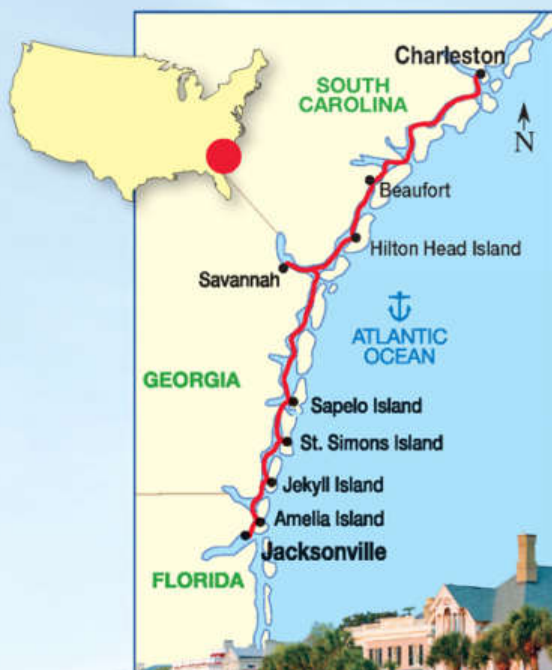 Charleston
SOUTH
CAROLINA
N
Beaufort
Hilton Head Island
Savannah
ATLANTIC
OCEAN
GEORGIA
Sapelo Island
St. Simons Island
Jekyll Island
Amelia Island
Jacksonville
FLORIDA